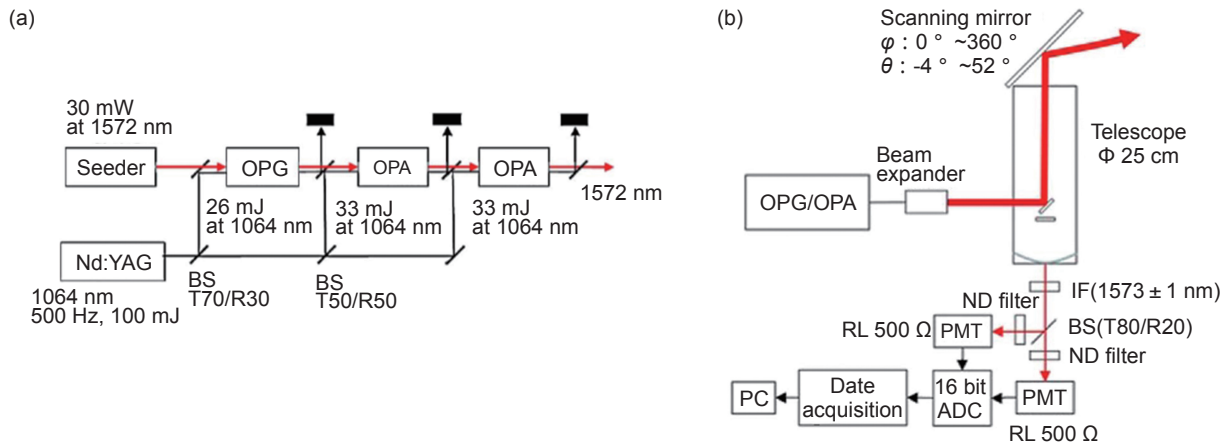 (a)
30 mW
at 1572 nm
Seeder
OPG
OPA
OPA
1572 nm
26 mJ
at 1064 nm
33 mJ
at 1064 nm
33 mJ
at 1064 nm
Nd:YAG
BS
T70/R30
BS
T50/R50
1064 nm
500 Hz, 100 mJ
(b)
Scanning mirror
φ : 0 ° ~360 °
θ : -4 ° ~52 °
Telescope
Φ 25 cm
Beam
expander
OPG/OPA
IF(1573 ± 1 nm)
ND filter
BS(T80/R20)
RL 500 Ω
PMT
ND filter
PC
Date
acquisition
16 bit
ADC
PMT
RL 500 Ω